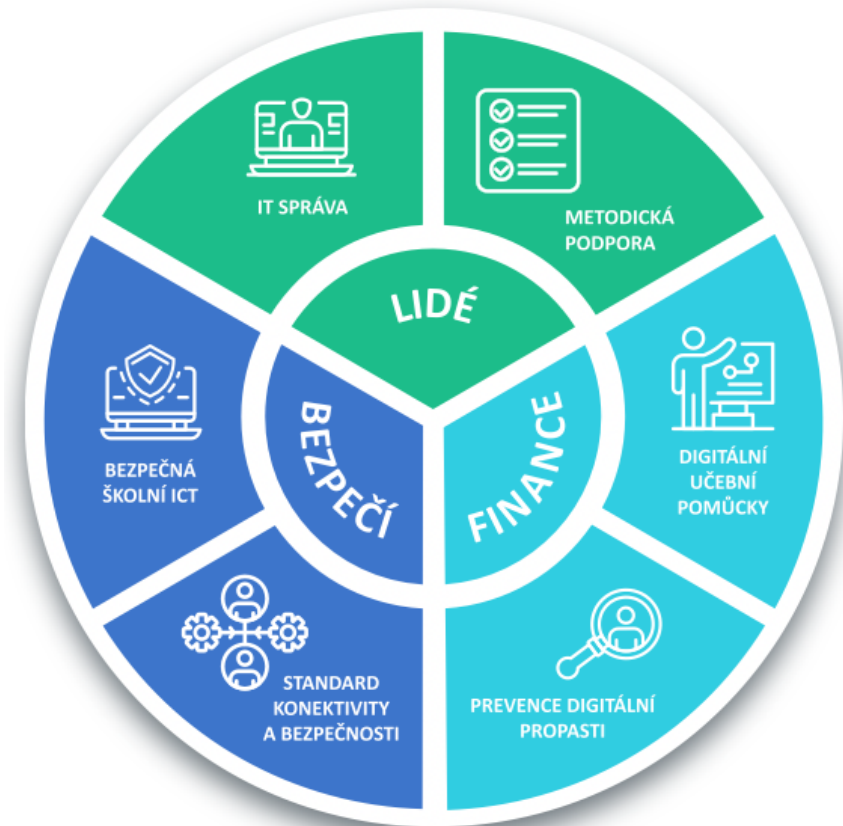 IT SPRÁVA
METODICKÁ
PODPORA
LIDÉ
BEZPEČÍ
FINANCE
BEZPEČNÁ
ŠKOLNÍ ICT
DIGITÁLNÍ
UČEBNÍ
POMŮCKY
STANDARD
KONEKTIVITY
A BEZPEČNOSTI
PREVENCE DIGITÁLNÍ
PROPASTI